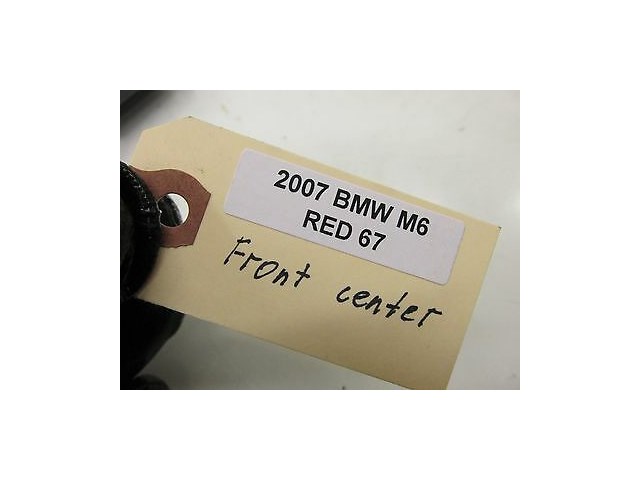 2007 BMW M6
RED 67
Front center